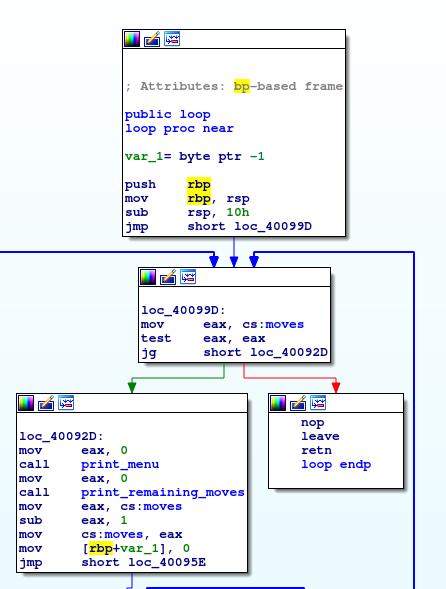 ; Attributes: bp-based frame
public loop
loop proc near
var_1= byte ptr -1
push rbp
mov rbp, rsp
sub rsp, 10h
jmp short loc_40099D
loc_40099D:
mov eax, cs:moves
test eax, eax
jg short loc_40092D
loc_40092D:
mov eax, 0
call print_menu
mov eax, 0
call print_remaining_moves
mov eax, cs:moves
sub eax, 1
mov cs:moves, eax
mov [rbp+var_1], 0
jmp short loc_40095E
nop
leave
retn
loop endp